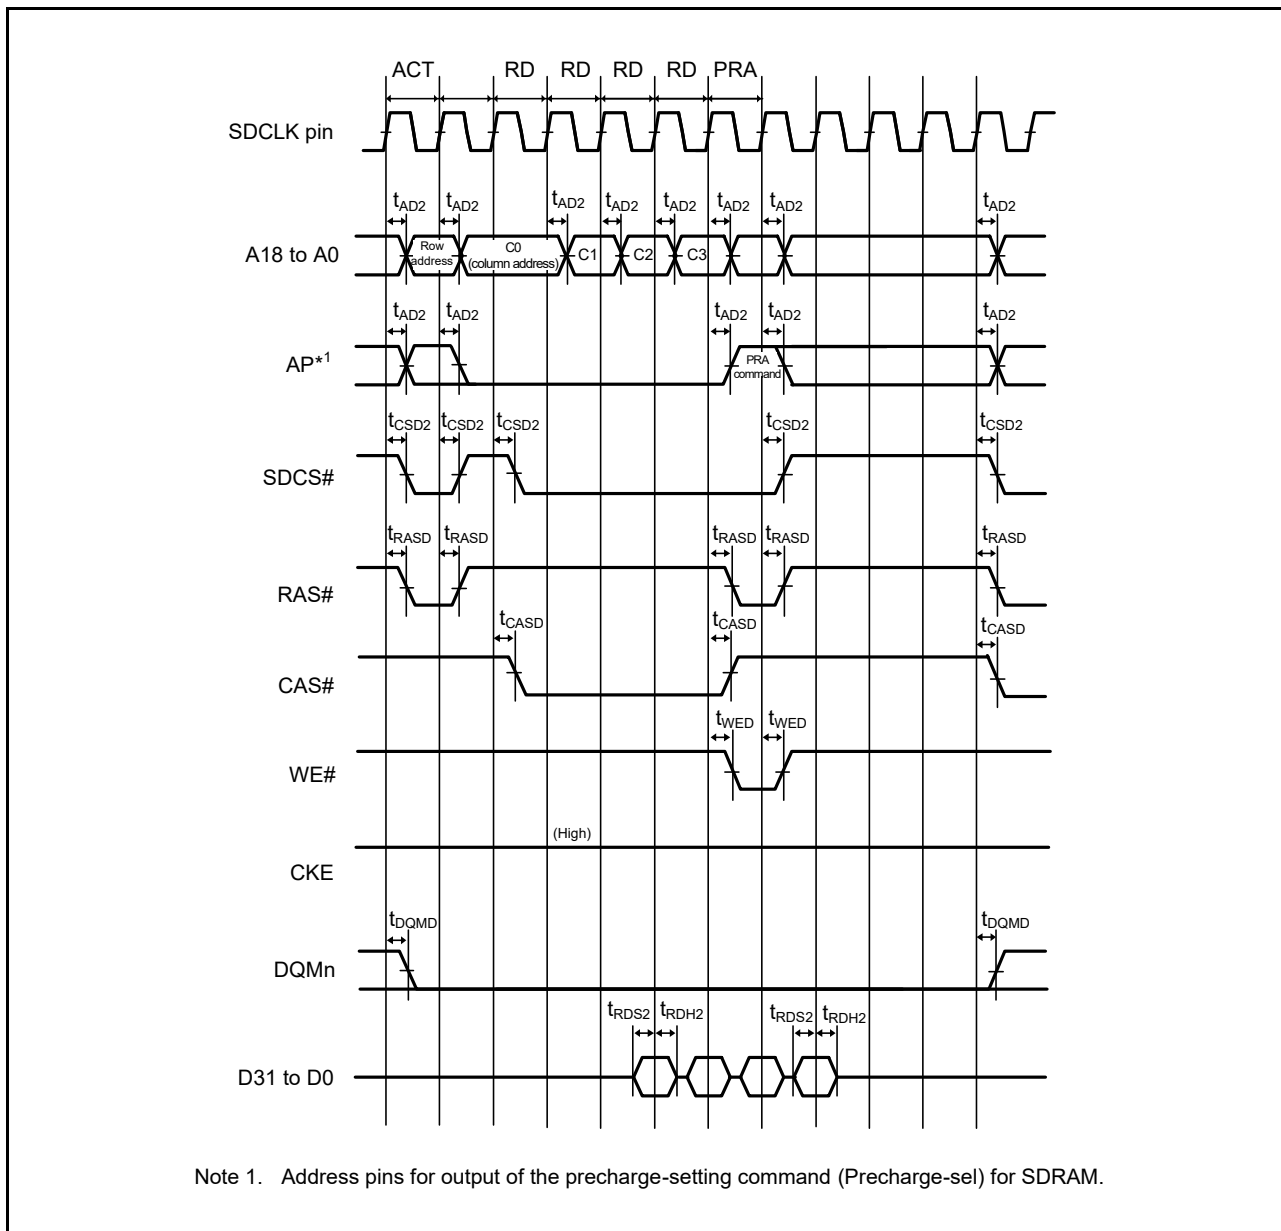 ACT RD RD RD RD PRA
SDCLK pin
tAD2 tAD2 tAD2 tAD2 tAD2 tAD2 tAD2 tAD2
A18 to A0
Row address
C0 (column address)
C1
C2
C3
tAD2 tAD2 tAD2 tAD2 tAD2
AP*1
PRA command
tCSD2 tCSD2 tCSD2 tCSD2 tCSD2
SDCS#
tRASD tRASD tRASD tRASD tRASD
RAS#
tCASD tCASD tCASD
CAS#
tWED tWED
WE#
(High)
CKE
tDQMD tDQMD
DQMn
tRDS2 tRDH2 tRDS2 tRDH2
D31 to D0
Note 1. Address pins for output of the precharge-setting command (Precharge-sel) for SDRAM.